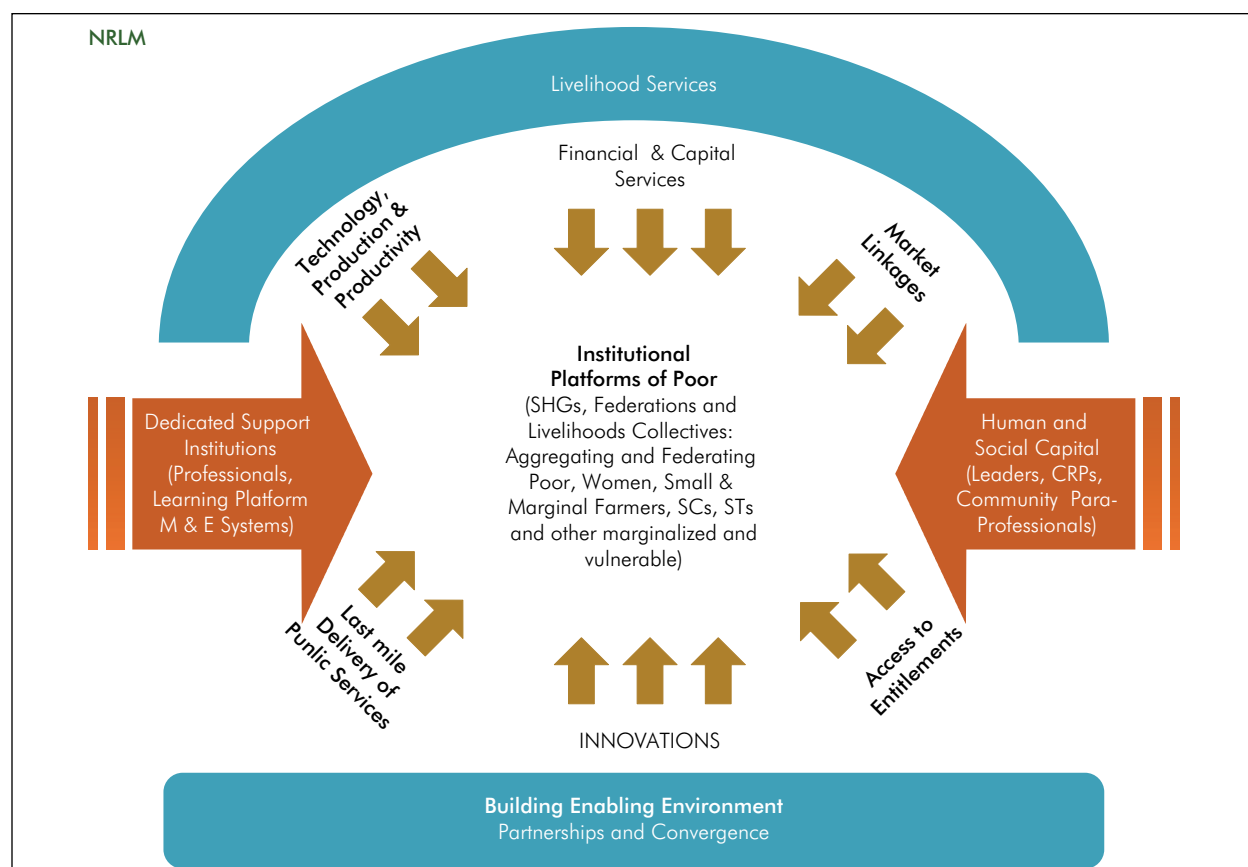 NRLM
Livelihood Services
Financial & Capital
Services
Technology,
Production &
Productivity
Market
Linkages
Institutional
Platforms of Poor
(SHGs, Federations and
Livelihoods Collectives:
Aggregating and Federating
Poor, Women, Small &
Marginal Farmers, SCs, STs
and other marginalized and
vulnerable)
Dedicated Support
Institutions
(Professionals,
Learning Platform
M & E Systems)
Human and
Social Capital
(Leaders, CRPs,
Community Para-
Professionals)
Last mile
Delivery of
Punlic Services
Access to
Entitlements
INNOVATIONS
Building Enabling Environment
Partnerships and Convergence